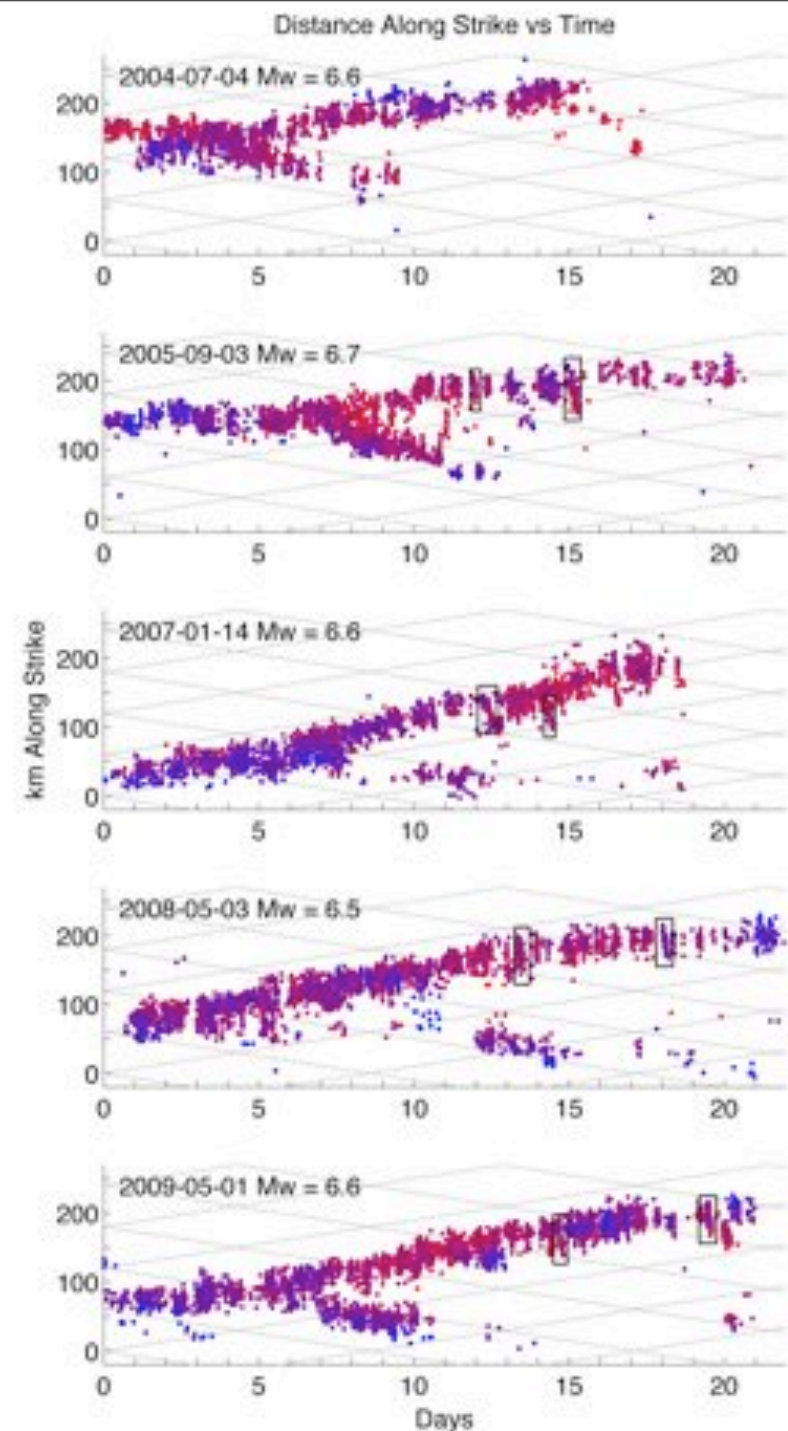 Distance Along Strike vs Time
2004-07-04 Mw = 6.6
200
100
0
0 5 10 15 20
2005-09-03 Mw = 6.7
200
100
0
0 5 10 15 20
km Along Strike
2007-01-14 Mw = 6.6
200
100
0
0 5 10 15 20
2008-05-03 Mw = 6.5
200
100
0
0 5 10 15 20
2009-05-01 Mw = 6.6
200
100
0
0 5 10 15 20
Days